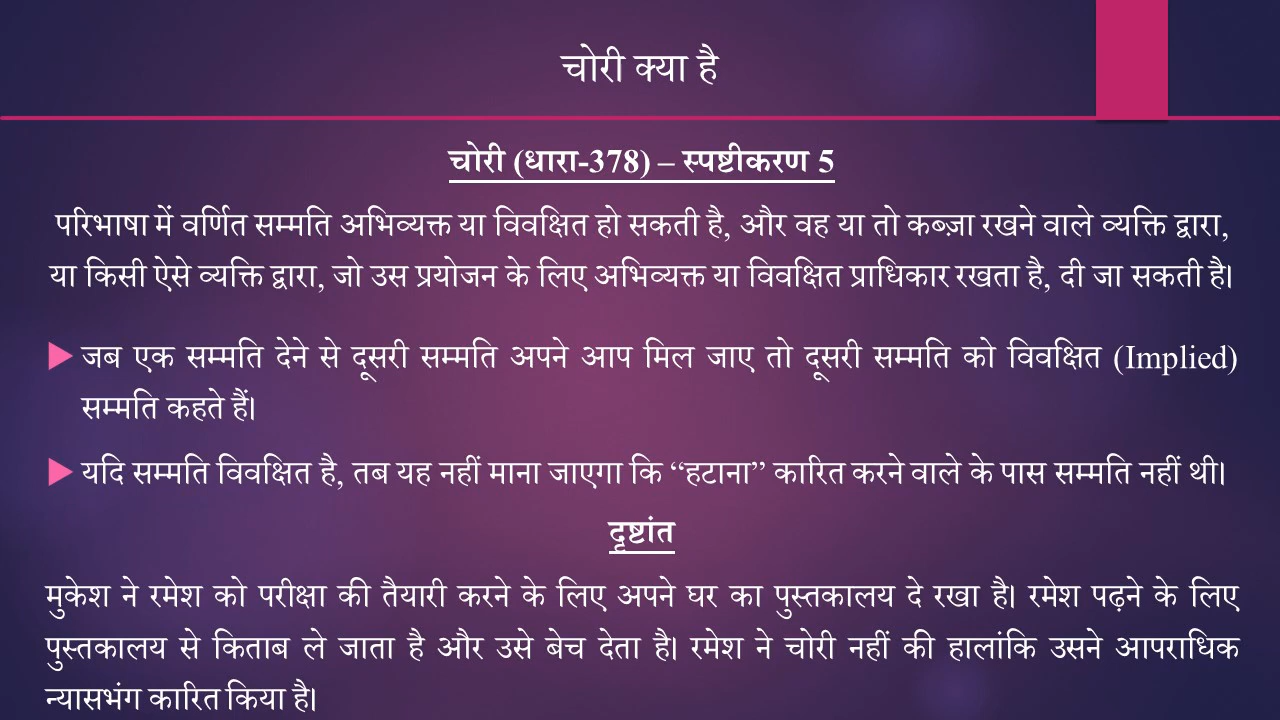 चोरी क्या है
चोरी (धारा-378) – स्पष्टीकरण 5
परिभाषा में वर्णित सम्मति अभिव्यक्त या विवक्षित हो सकती है, और वह या तो कब्ज़ा रखने वाले व्यक्ति द्वारा,
या किसी ऐसे व्यक्ति द्वारा, जो उस प्रयोजन के लिए अभिव्यक्त या विवक्षित प्राधिकार रखता है, दी जा सकती है।
जब एक सम्मति देने से दूसरी सम्मति अपने आप मिल जाए तो दूसरी सम्मति को विवक्षित (Implied)
सम्मति कहते हैं।
यदि सम्मति विवक्षित है, तब यह नहीं माना जाएगा कि “हटाना” कारित करने वाले के पास सम्मति नहीं थी।
दृष्टांत
मुकेश ने रमेश को परीक्षा की तैयारी करने के लिए अपने घर का पुस्तकालय दे रखा है। रमेश पढ़ने के लिए
पुस्तकालय से किताब ले जाता है और उसे बेच देता है। रमेश ने चोरी नहीं की हालांकि उसने आपराधिक
न्यासभंग कारित किया है।